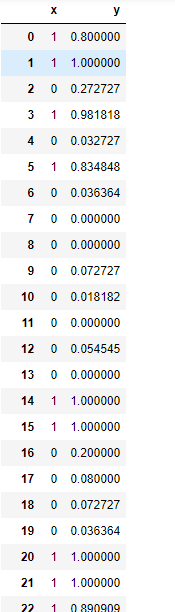 x y
0 1 0.800000
1 1 1.000000
2 0 0.272727
3 1 0.981818
4 0 0.032727
5 1 0.834848
6 0 0.036364
7 0 0.000000
8 0 0.000000
9 0 0.072727
10 0 0.018182
11 0 0.000000
12 0 0.054545
13 0 0.000000
14 1 1.000000
15 1 1.000000
16 0 0.200000
17 0 0.080000
18 0 0.072727
19 0 0.036364
20 1 1.000000
21 1 1.000000
22 1 0.890909